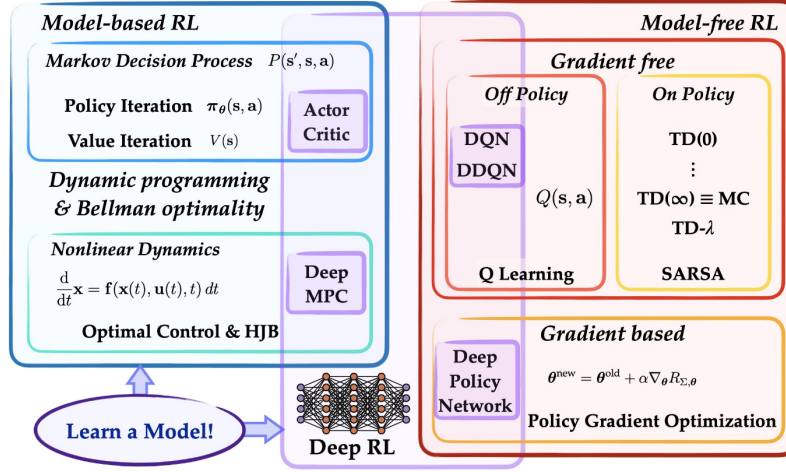 Model-based RL
Markov Decision Process P(s′, s, a)
Policy Iteration π_θ(s, a)
Value Iteration V(s)
Actor
Critic
Dynamic programming
& Bellman optimality
Nonlinear Dynamics
d/dt x = f(x(t), u(t), t) dt
Optimal Control & HJB
Deep
MPC
Learn a Model!
Deep RL
Model-free RL
Gradient free
Off Policy
DQN
DDQN
Q(s, a)
Q Learning
On Policy
TD(0)
⋮
TD(∞) ≡ MC
TD-λ
SARSA
Gradient based
Deep
Policy
Network
θ^new = θ^old + α∇_θ R_Σ,θ
Policy Gradient Optimization